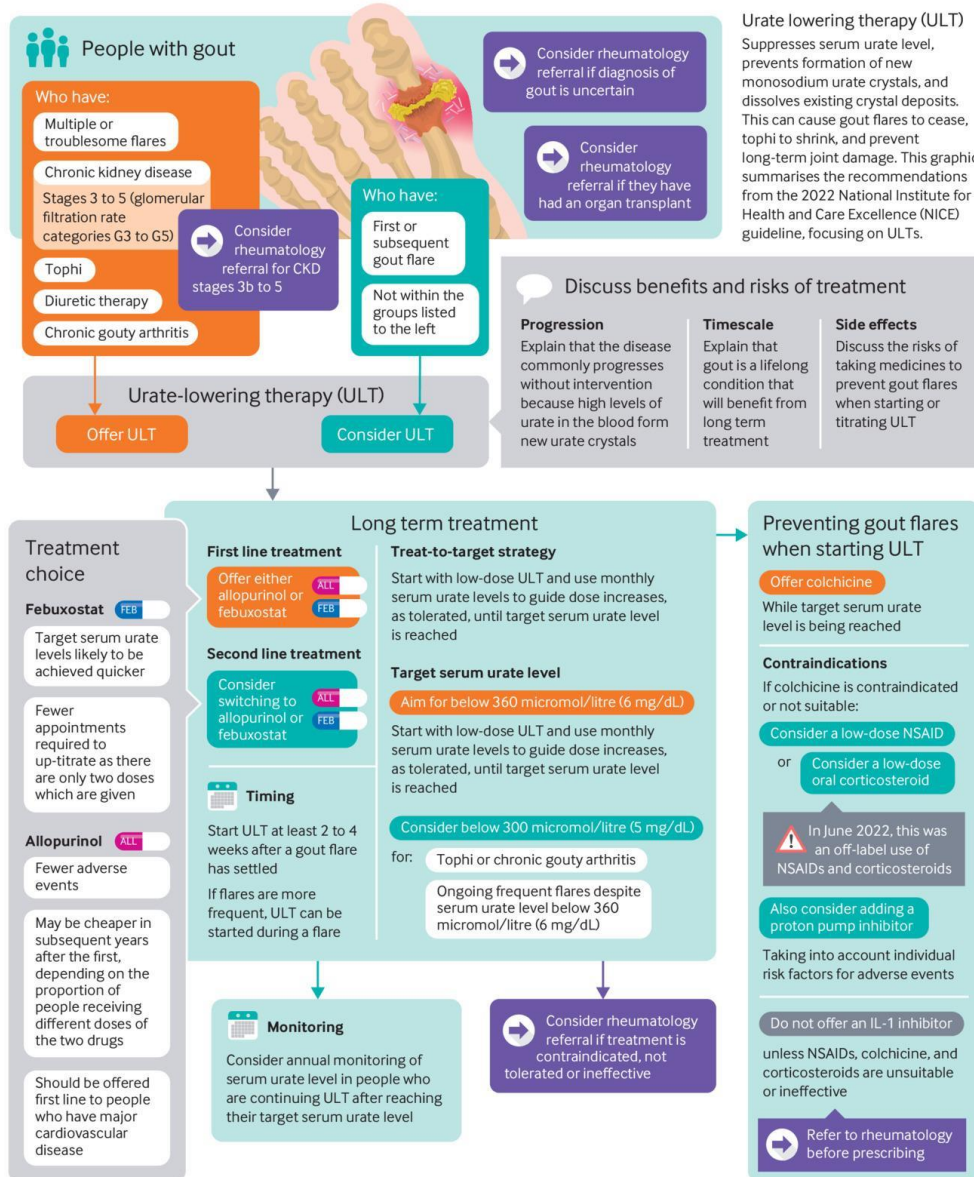 People with gout
Who have:
Multiple or
troublesome flares
Chronic kidney disease
Stages 3 to 5 (glomerular
filtration rate
categories G3 to G5)
Tophi
Diuretic therapy
Chronic gouty arthritis
Consider
rheumatology
referral for CKD
stages 3b to 5
Who have:
First or
subsequent
gout flare
Not within the
groups listed
to the left
Consider rheumatology
referral if diagnosis of
gout is uncertain
Consider
rheumatology
referral if they have
had an organ transplant
Urate lowering therapy (ULT)
Suppresses serum urate level,
prevents formation of new
monosodium urate crystals, and
dissolves existing crystal deposits.
This can cause gout flares to cease,
tophi to shrink, and prevent
long-term joint damage. This graphic
summarises the recommendations
from the 2022 National Institute for
Health and Care Excellence (NICE)
guideline, focusing on ULTs.
Urate-lowering therapy (ULT)
Offer ULT
Consider ULT
Discuss benefits and risks of treatment
Progression
Explain that the disease
commonly progresses
without intervention
because high levels of
urate in the blood form
new urate crystals
Timescale
Explain that
gout is a lifelong
condition that
will benefit from
long term
treatment
Side effects
Discuss the risks of
taking medicines to
prevent gout flares
when starting or
titrating ULT
Treatment
choice
Febuxostat FEB
Target serum urate
levels likely to be
achieved quicker
Fewer
appointments
required to
up-titrate as there
are only two doses
which are given
Allopurinol ALL
Fewer adverse
events
May be cheaper in
subsequent years
after the first,
depending on the
proportion of
people receiving
different doses of
the two drugs
Should be offered
first line to people
who have major
cardiovascular
disease
Long term treatment
First line treatment
Offer either
allopurinol or
febuxostat
ALL
FEB
Second line treatment
Consider
switching to
allopurinol or
febuxostat
ALL
FEB
Timing
Start ULT at least 2 to 4
weeks after a gout flare
has settled
If flares are more
frequent, ULT can be
started during a flare
Treat-to-target strategy
Start with low-dose ULT and use monthly
serum urate levels to guide dose increases,
as tolerated, until target serum urate level
is reached
Target serum urate level
Aim for below 360 micromol/litre (6 mg/dL)
Start with low-dose ULT and use monthly
serum urate levels to guide dose increases,
as tolerated, until target serum urate level
is reached
Consider below 300 micromol/litre (5 mg/dL)
for:
Tophi or chronic gouty arthritis
Ongoing frequent flares despite
serum urate level below 360
micromol/litre (6 mg/dL)
Monitoring
Consider annual monitoring of
serum urate level in people who
are continuing ULT after reaching
their target serum urate level
Consider rheumatology
referral if treatment is
contraindicated, not
tolerated or ineffective
Preventing gout flares
when starting ULT
Offer colchicine
While target serum urate
level is being reached
Contraindications
If colchicine is contraindicated
or not suitable:
Consider a low-dose NSAID
or
Consider a low-dose
oral corticosteroid
In June 2022, this was
an off-label use of
NSAIDs and corticosteroids
Also consider adding a
proton pump inhibitor
Taking into account individual
risk factors for adverse events
Do not offer an IL-1 inhibitor
unless NSAIDs, colchicine, and
corticosteroids are unsuitable
or ineffective
Refer to rheumatology
before prescribing